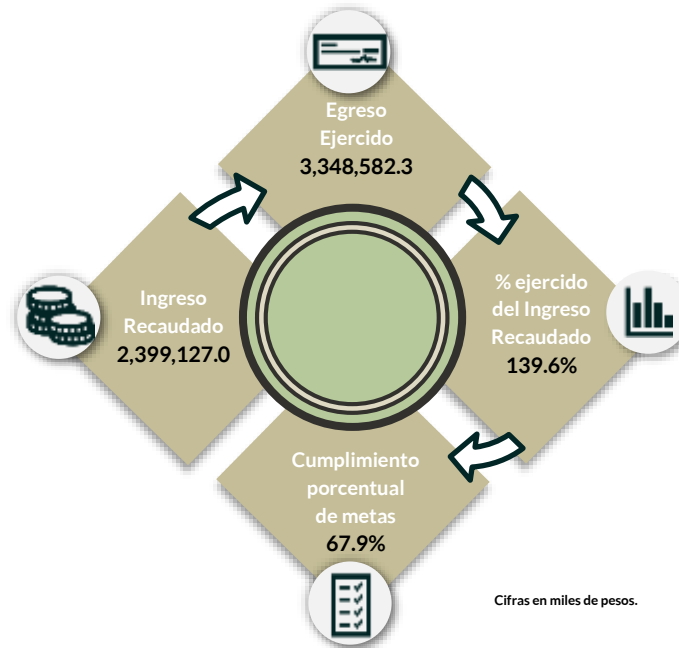 Egreso
Ejercido
3,348,582.3
Ingreso
Recaudado
2,399,127.0
% ejercido
del Ingreso
Recaudado
139.6%
Cumplimiento
porcentual
de metas
67.9%
Cifras en miles de pesos.